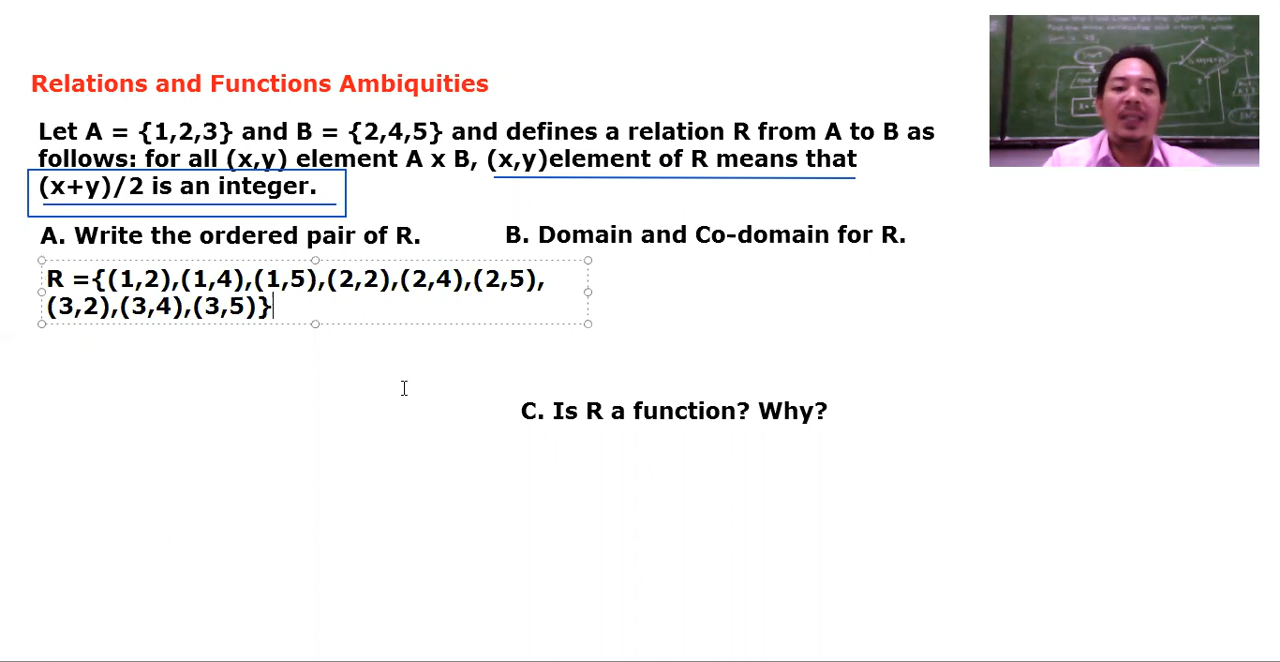 Relations and Functions Ambiquities
Let A = {1,2,3} and B = {2,4,5} and defines a relation R from A to B as
follows: for all (x,y) element A x B, (x,y)element of R means that
(x+y)/2 is an integer.
A. Write the ordered pair of R.
B. Domain and Co-domain for R.
R ={(1,2),(1,4),(1,5),(2,2),(2,4),(2,5),
(3,2),(3,4),(3,5)}
C. Is R a function? Why?